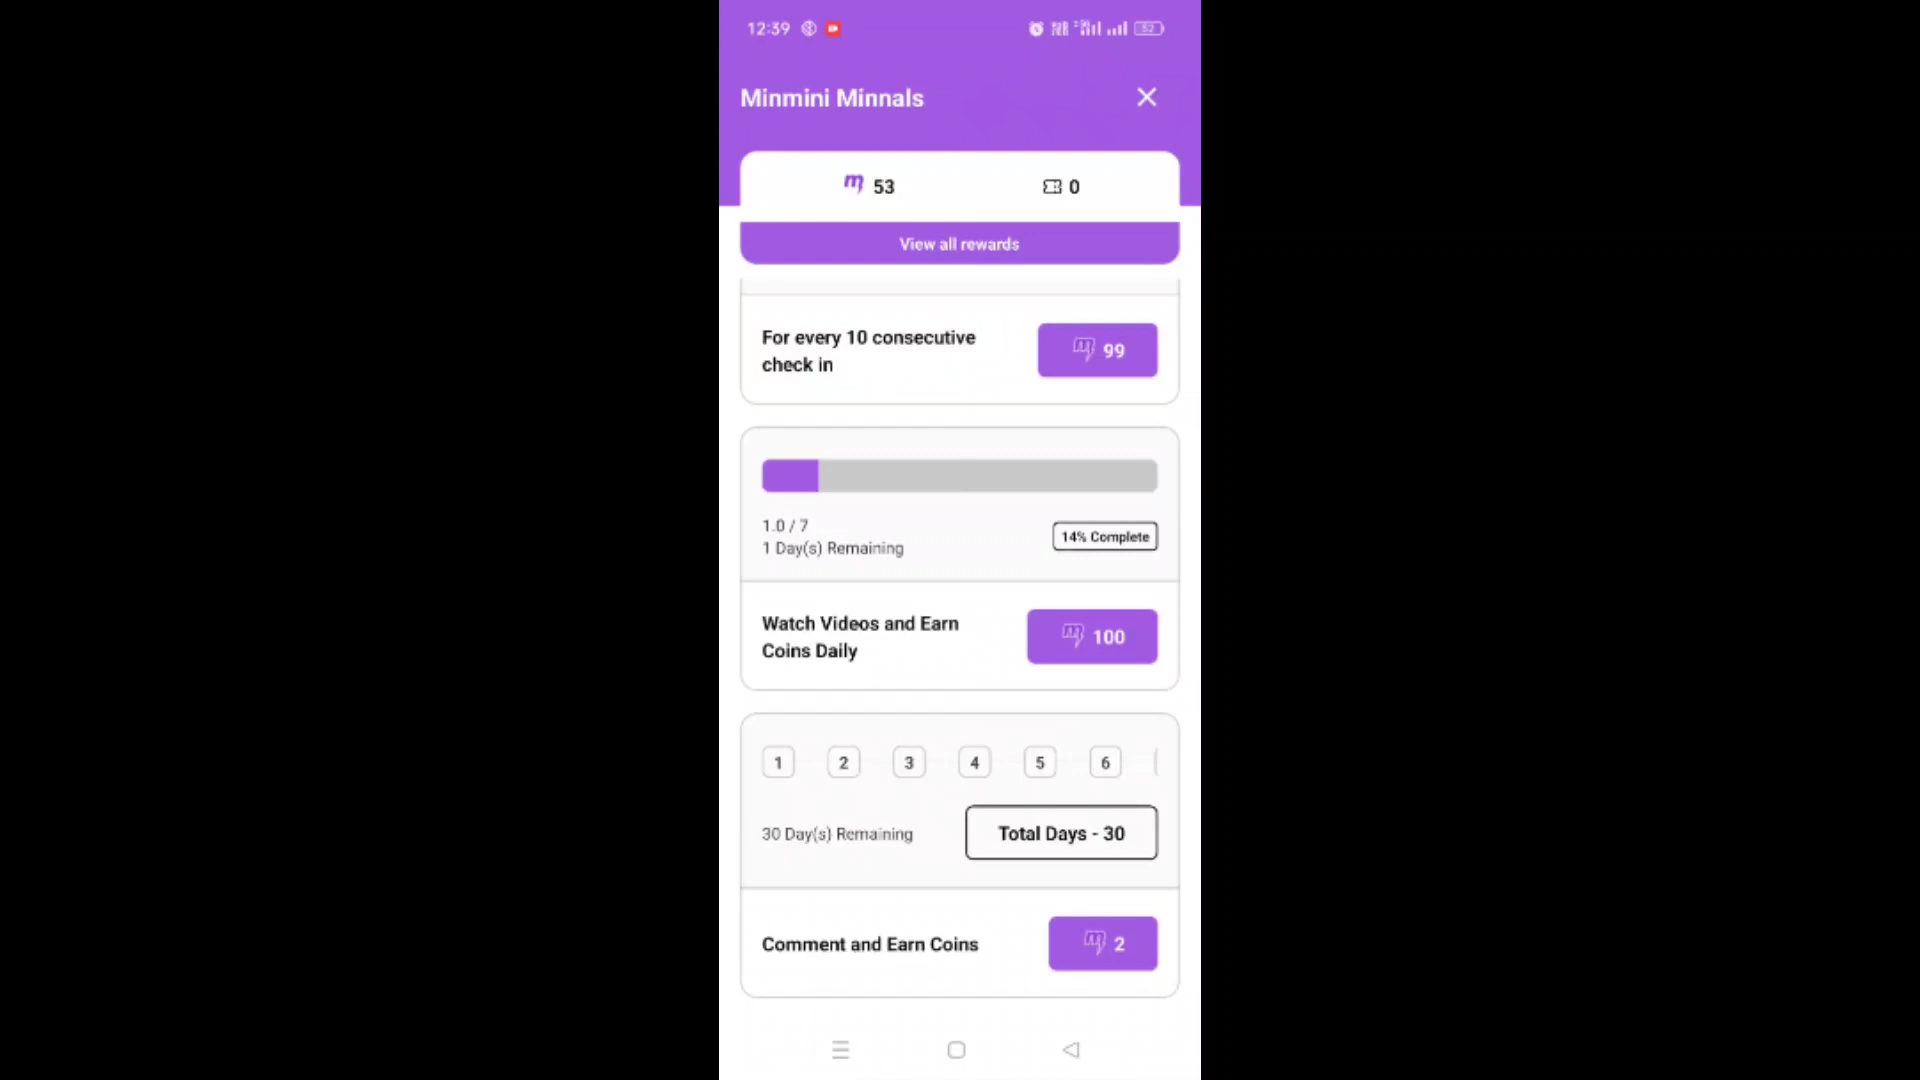 12:39
52
Minmini Minnals
53
0
View all rewards
For every 10 consecutive
check in
99
1.0 / 7
1 Day(s) Remaining
14% Complete
Watch Videos and Earn
Coins Daily
100
1 2 3 4 5 6
30 Day(s) Remaining
Total Days - 30
Comment and Earn Coins
2